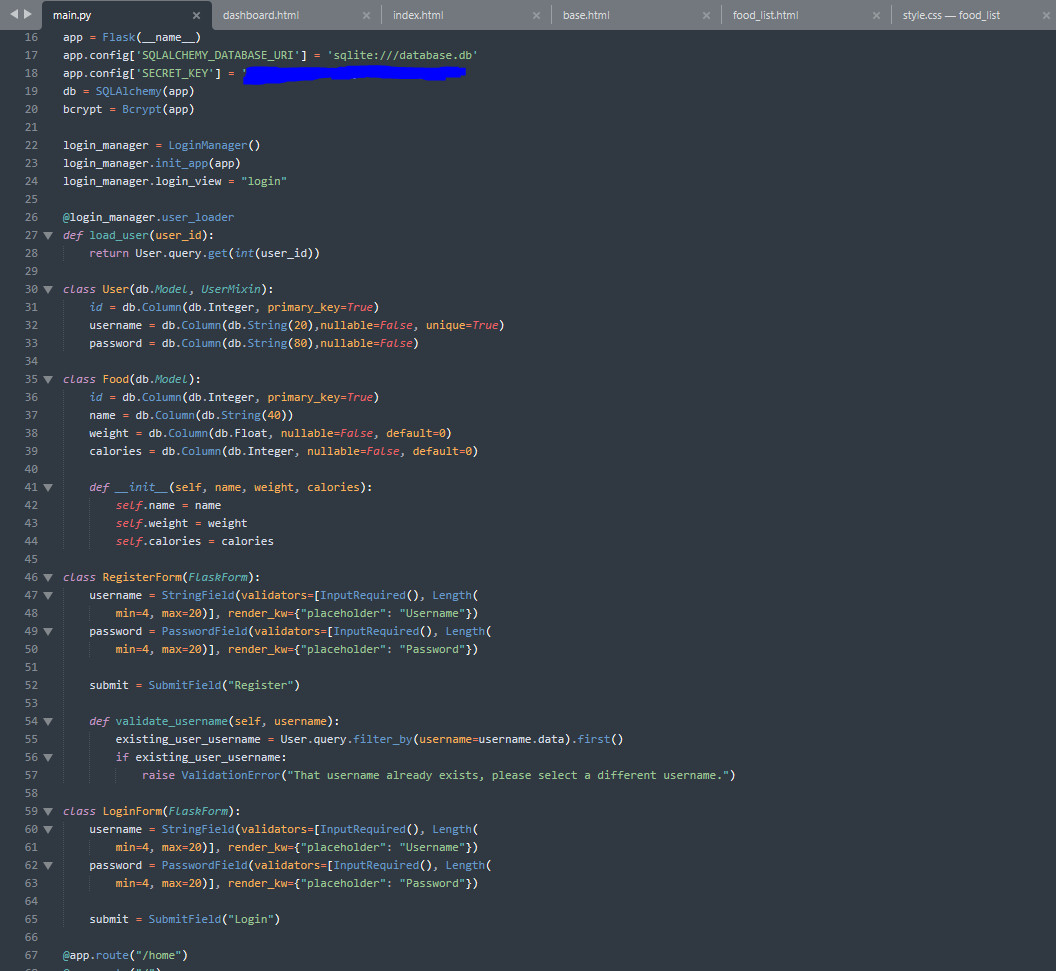 main.py × dashboard.html × index.html × base.html × food_list.html × style.css — food_list ×
16 app = Flask(__name__)
17 app.config['SQLALCHEMY_DATABASE_URI'] = 'sqlite:///database.db'
18 app.config['SECRET_KEY'] = '
19 db = SQLAlchemy(app)
20 bcrypt = Bcrypt(app)
21
22 login_manager = LoginManager()
23 login_manager.init_app(app)
24 login_manager.login_view = "login"
25
26 @login_manager.user_loader
27 def load_user(user_id):
28 return User.query.get(int(user_id))
29
30 class User(db.Model, UserMixin):
31 id = db.Column(db.Integer, primary_key=True)
32 username = db.Column(db.String(20),nullable=False, unique=True)
33 password = db.Column(db.String(80),nullable=False)
34
35 class Food(db.Model):
36 id = db.Column(db.Integer, primary_key=True)
37 name = db.Column(db.String(40))
38 weight = db.Column(db.Float, nullable=False, default=0)
39 calories = db.Column(db.Integer, nullable=False, default=0)
40
41 def __init__(self, name, weight, calories):
42 self.name = name
43 self.weight = weight
44 self.calories = calories
45
46 class RegisterForm(FlaskForm):
47 username = StringField(validators=[InputRequired(), Length(
48 min=4, max=20)], render_kw={"placeholder": "Username"})
49 password = PasswordField(validators=[InputRequired(), Length(
50 min=4, max=20)], render_kw={"placeholder": "Password"})
51
52 submit = SubmitField("Register")
53
54 def validate_username(self, username):
55 existing_user_username = User.query.filter_by(username=username.data).first()
56 if existing_user_username:
57 raise ValidationError("That username already exists, please select a different username.")
58
59 class LoginForm(FlaskForm):
60 username = StringField(validators=[InputRequired(), Length(
61 min=4, max=20)], render_kw={"placeholder": "Username"})
62 password = PasswordField(validators=[InputRequired(), Length(
63 min=4, max=20)], render_kw={"placeholder": "Password"})
64
65 submit = SubmitField("Login")
66
67 @app.route("/home")